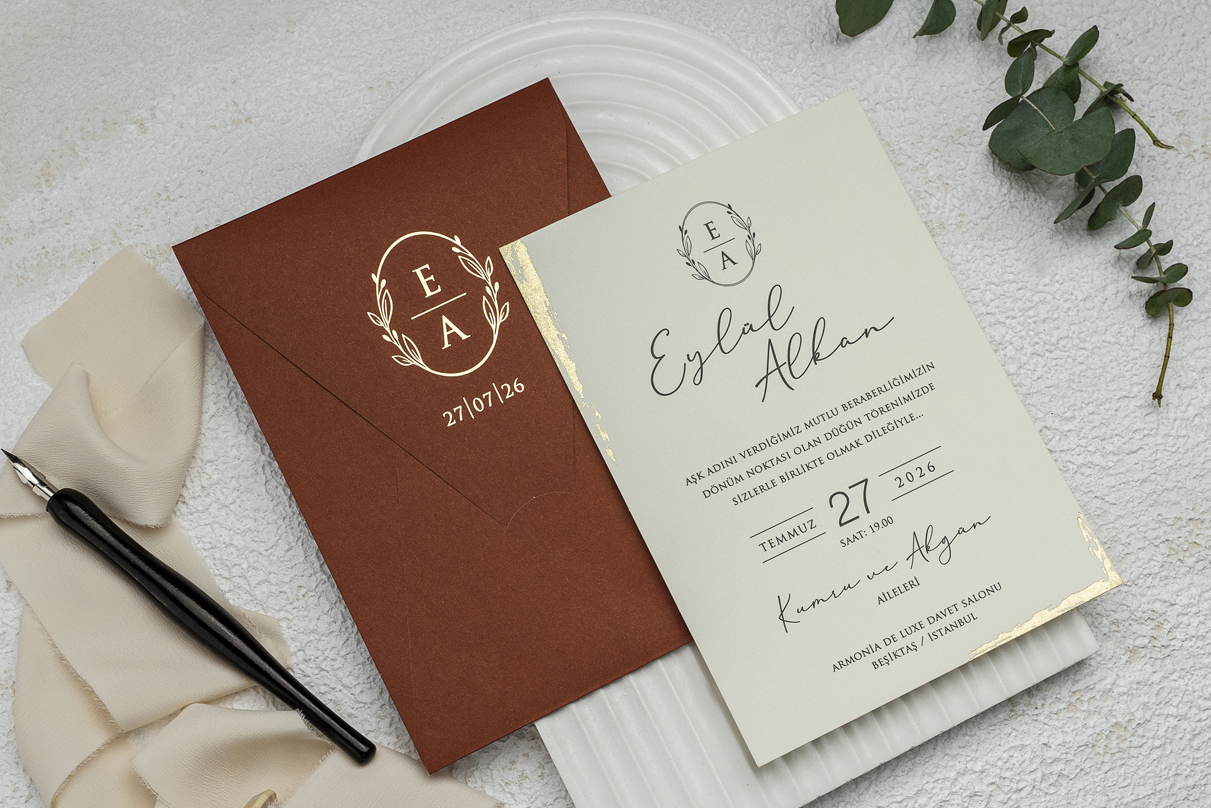 E
A
27|07|26
E
A
Eylül
Alkan
AŞK ADINI VERDİĞİMİZ MUTLU BERABERLİĞİMİZİN
DÖNÜM NOKTASI OLAN DÜĞÜN TÖRENİMİZDE
SİZLERLE BİRLİKTE OLMAK DİLEĞİYLE...
TEMMUZ 27 2026
SAAT: 19.00
Kumru ve Akgün
AİLELERİ
ARMONİA DE LUXE DAVET SALONU
BEŞİKTAŞ / İSTANBUL